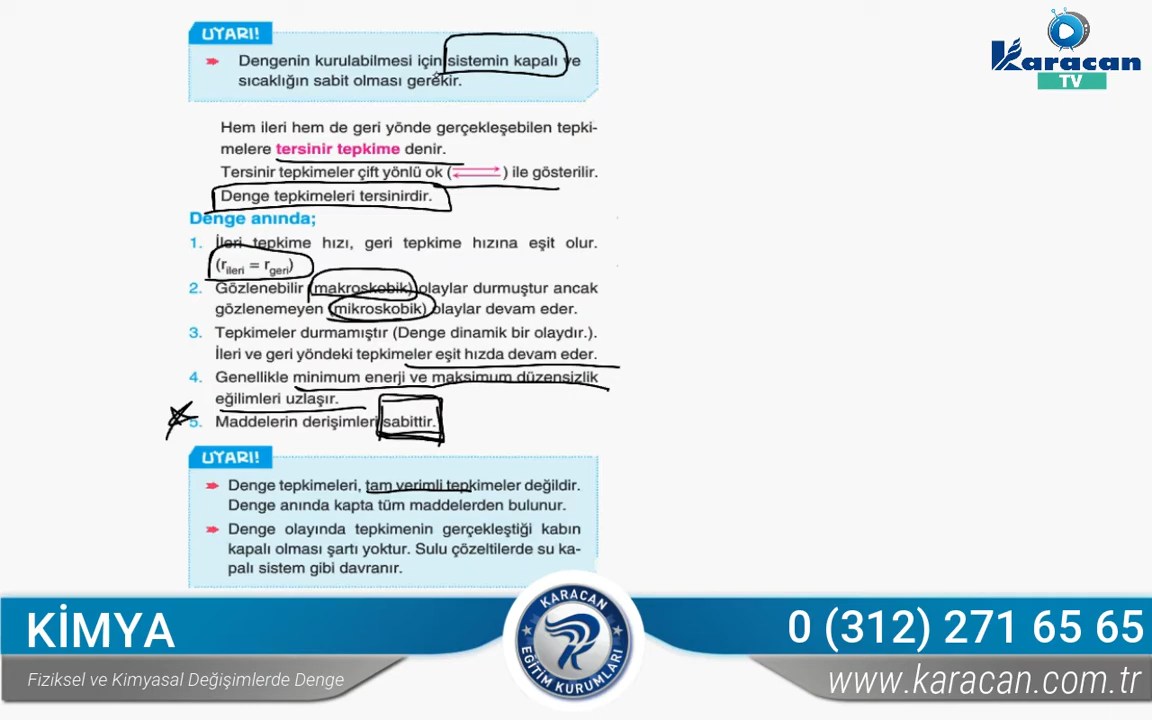 UYARI!
Dengenin kurulabilmesi için sistemin kapalı ve
sıcaklığın sabit olması gerekir.
Hem ileri hem de geri yönde gerçekleşebilen tepki-
melere tersinir tepkime denir.
Tersinir tepkimeler çift yönlü ok (⇄) ile gösterilir.
Denge tepkimeleri tersinirdir.
Denge anında;
1. İleri tepkime hızı, geri tepkime hızına eşit olur.
(rileri = rgeri)
2. Gözlenebilir (makroskobik) olaylar durmuştur ancak
gözlenemeyen (mikroskobik) olaylar devam eder.
3. Tepkimeler durmamıştır (Denge dinamik bir olaydır.).
İleri ve geri yöndeki tepkimeler eşit hızda devam eder.
4. Genellikle minimum enerji ve maksimum düzensizlik
eğilimleri uzlaşır.
5. Maddelerin derişimleri sabittir.
UYARI!
Denge tepkimeleri, tam verimli tepkimeler değildir.
Denge anında kapta tüm maddelerden bulunur.
Denge olayında tepkimenin gerçekleştiği kabın
kapalı olması şartı yoktur. Sulu çözeltilerde su ka-
palı sistem gibi davranır.
Karacan
TV
KİMYA
Fiziksel ve Kimyasal Değişimlerde Denge
KARACAN
EĞİTİM KURUMLARI
0 (312) 271 65 65
www.karacan.com.tr